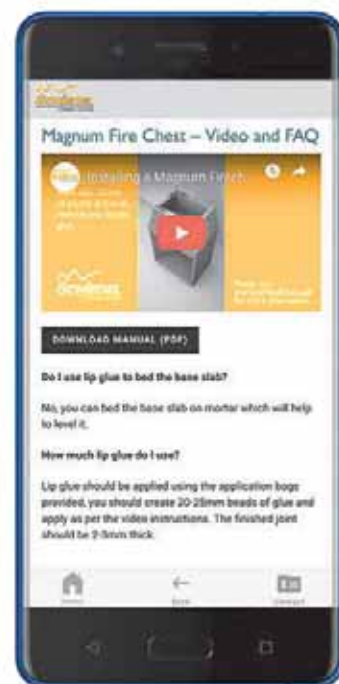 Magnum Fire Chest – Video and FAQ
Installing a Magnum Firech
DOWNLOAD MANUAL (PDF)
Do I use lip glue to bed the base slab?
No, you can bed the base slab on mortar which will help
to level it.
How much lip glue do I use?
Lip glue should be applied using the application bags
provided, you should create 20-25mm beads of glue and
apply as per the video instructions. The finished joint
should be 2-3mm thick.
Home
Back
Contact